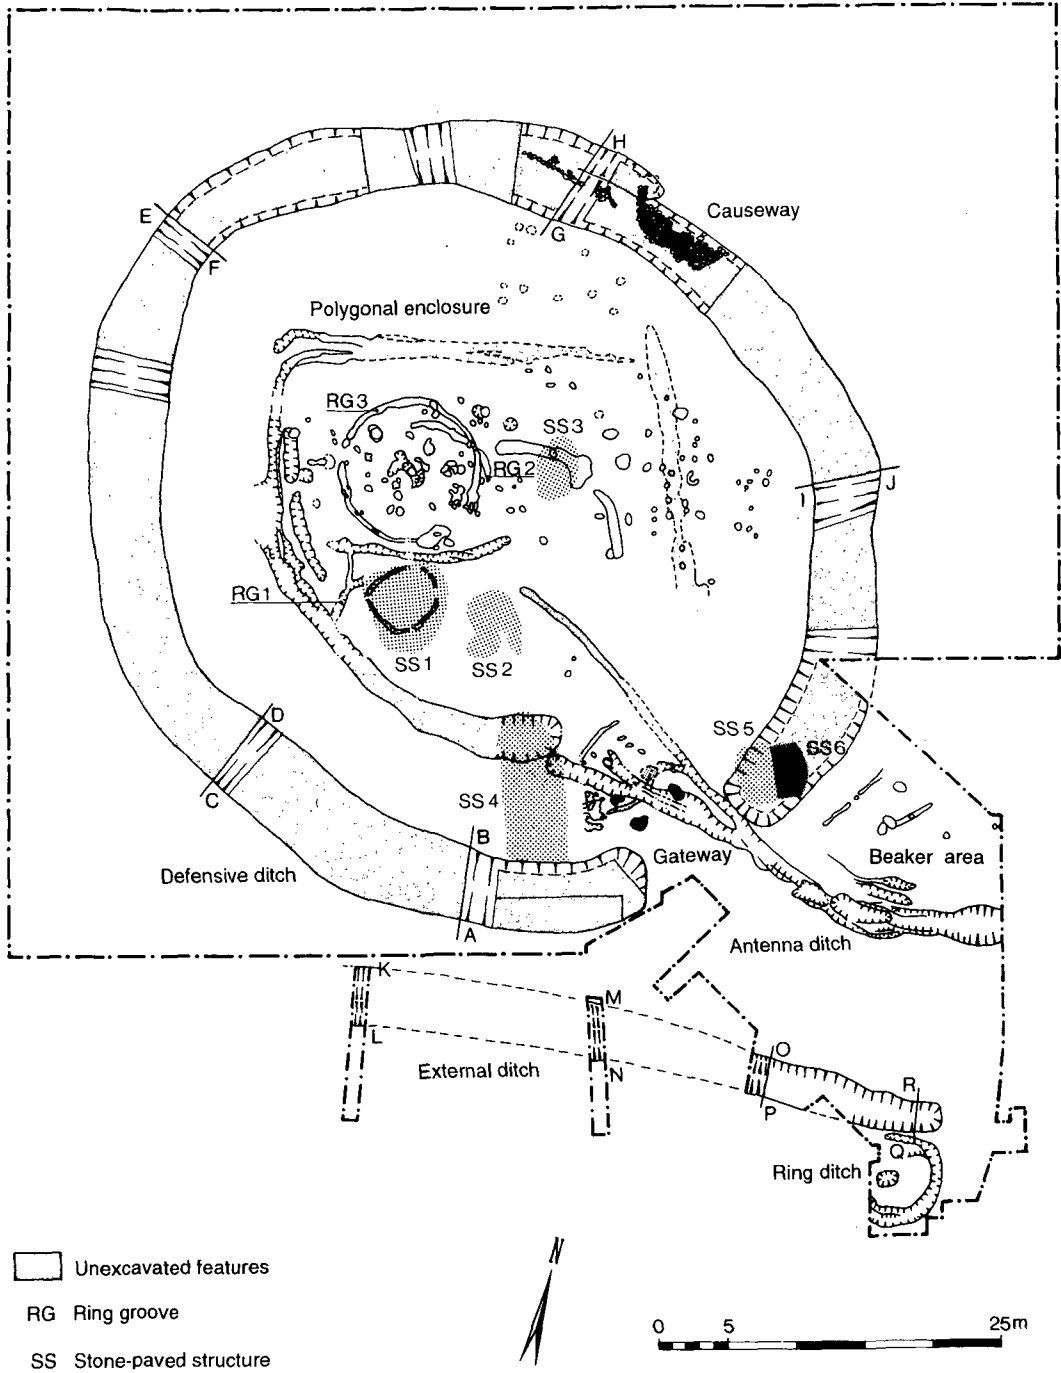 H
Causeway
E
G
F
Polygonal enclosure
RG3
SS3
RG2
J
I
RG1
SS1
SS2
D
SS5
SS6
C
SS4
B
Gateway
Beaker area
Defensive ditch
A
Antenna ditch
K
M
L
O
External ditch
N
R
P
Q
Ring ditch
N
Unexcavated features
RG Ring groove
0 5 25m
SS Stone-paved structure